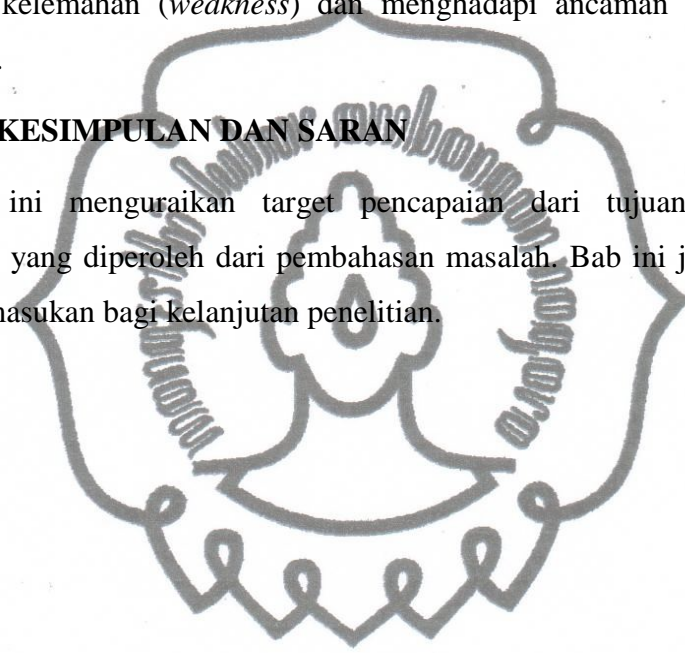 kelemahan (weakness) dan menghadapi ancaman
KESIMPULAN DAN SARAN
ini menguraikan target pencapaian dari tujuan
yang diperoleh dari pembahasan masalah. Bab ini j
masukan bagi kelanjutan penelitian.